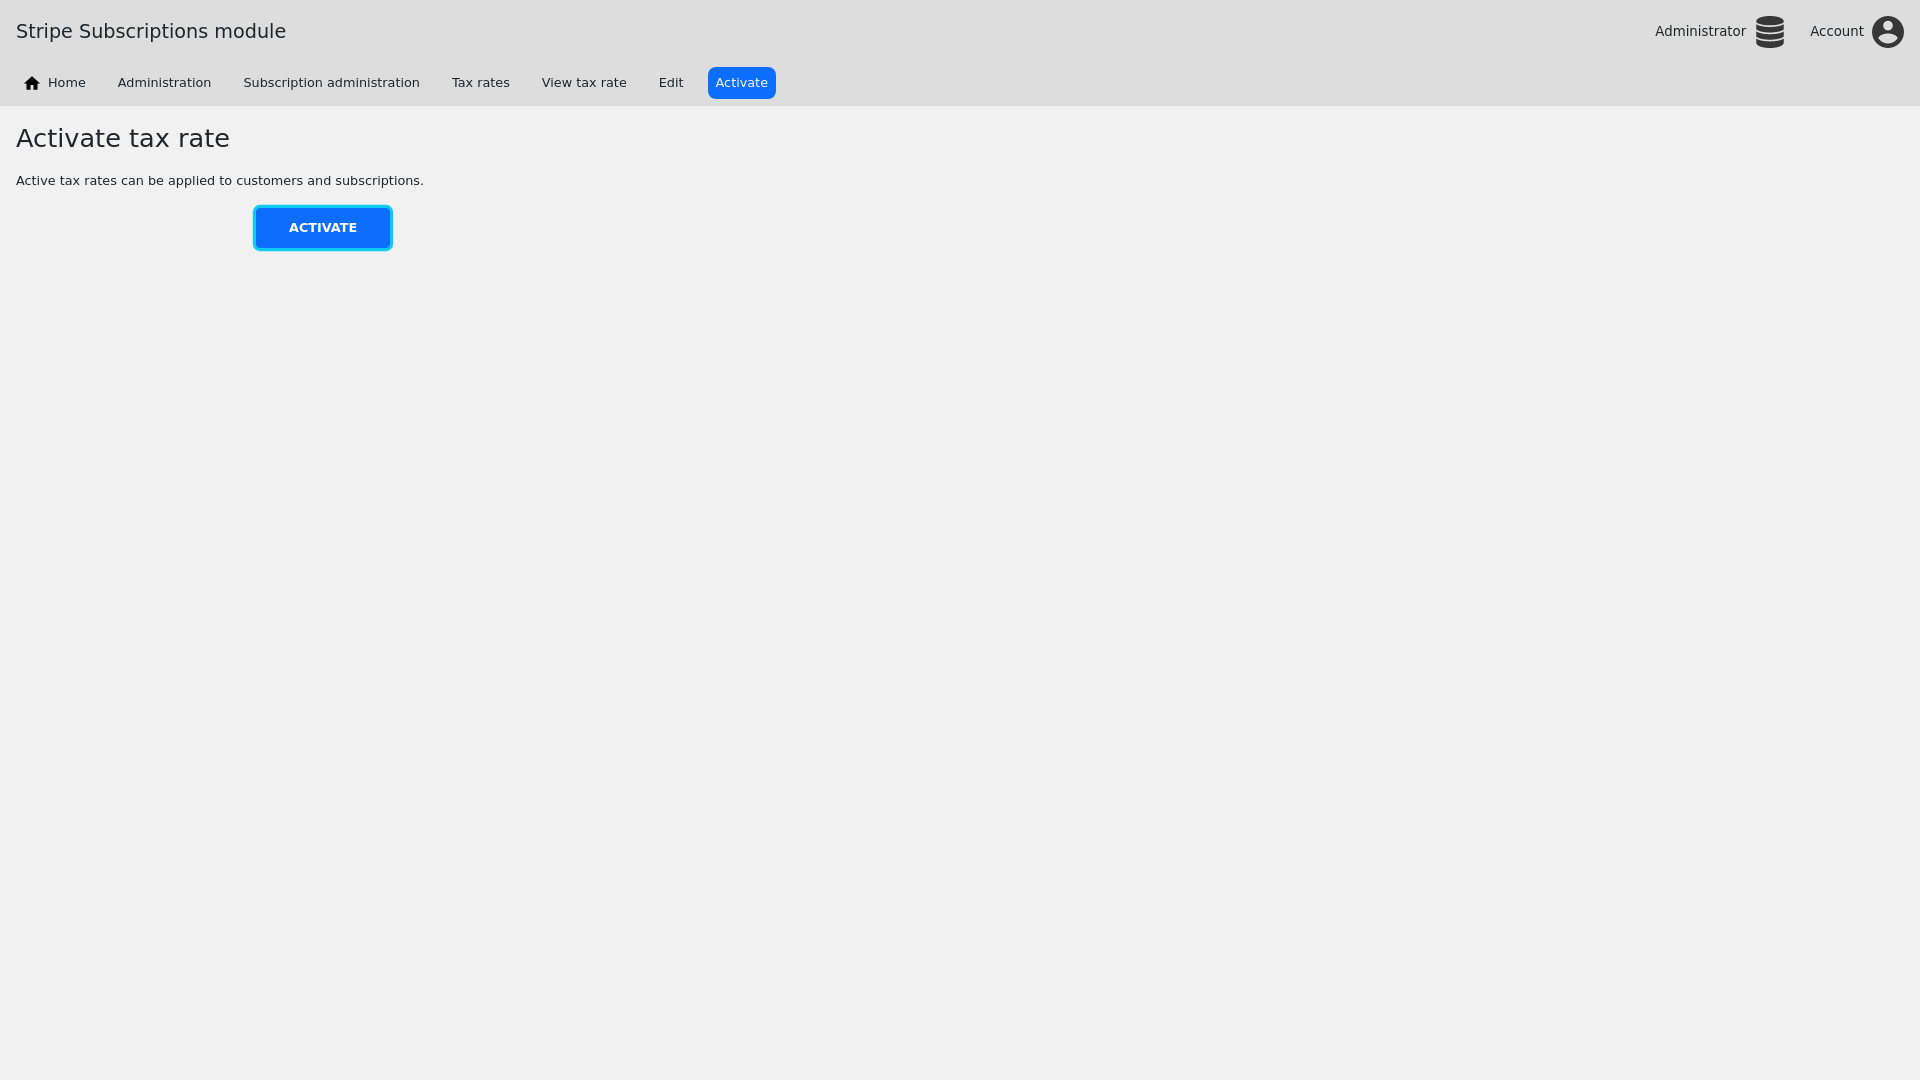 Stripe Subscriptions module
Administrator
Account
Home
Administration
Subscription administration
Tax rates
View tax rate
Edit
Activate
Activate tax rate
Active tax rates can be applied to customers and subscriptions.
ACTIVATE